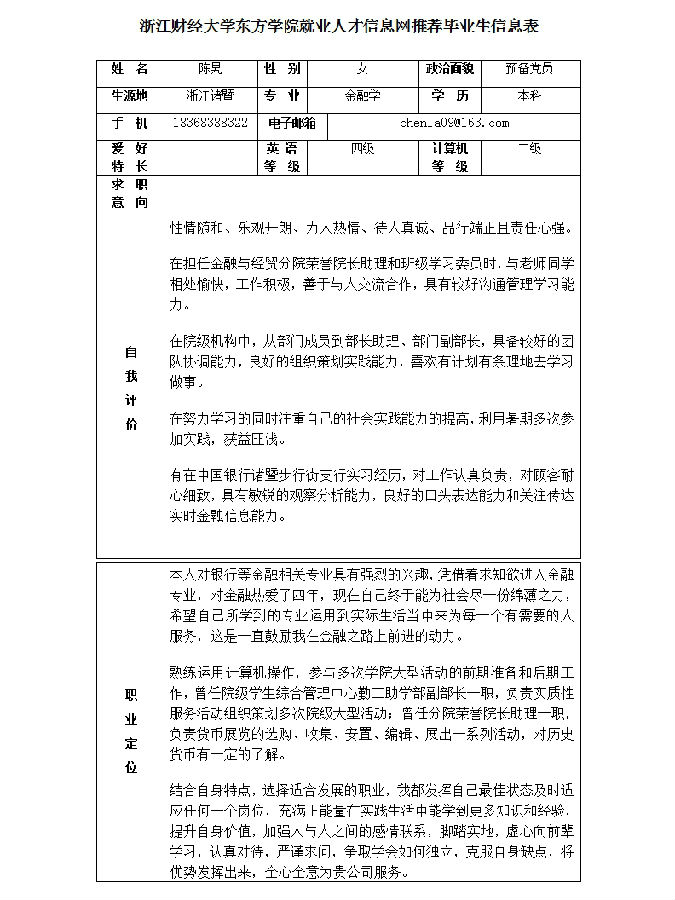 浙江财经大学东方学院就业人才信息网推荐毕业生信息表
姓 名 陈昊 性 别 女 政治面貌 预备党员
生源地 浙江诸暨 专 业 金融学 学 历 本科
手 机 18368388322 电子邮箱
爱 好 英 语 四级 计算机 二级
特 长 等 级 等 级
求 职
意 向
性情随和、乐观开朗、为人热情、待人真诚、品行端正且责任心强。
在担任金融与经贸分院荣誉院长助理和班级学习委员时，与老师同学
相处愉快，工作积极，善于与人交流合作，具有较好沟通管理学习能
力。
在院级机构中，从部门成员到部长助理、部门副部长，具备较好的团
队协调能力，良好的组织策划实践能力，喜欢有计划有条理地去学习
做事。
自我评价
在努力学习的同时注重自己的社会实践能力的提高，利用暑期多次参
加实践，获益匪浅。
有在中国银行诸暨步行街支行实习经历，对工作认真负责，对顾客耐
心细致，具有敏锐的观察分析能力，良好的口头表达能力和关注传达
实时金融信息能力。
本人对银行等金融相关专业具有强烈的兴趣，凭借着求知欲进入金融
专业，对金融热爱了四年，现在自己终于能为社会尽一份绵薄之力，
希望自己所学到的专业运用到实际生活当中来为每一个有需要的人
服务，这是一直鼓励我在金融之路上前进的动力。
职业定位
熟练运用计算机操作，参与多次学院大型活动的前期准备和后期工
作，曾任院级学生综合管理中心勤工助学部副部长一职，负责实质性
服务活动组织策划多次院级大型活动；曾任分院荣誉院长助理一职，
负责货币展览的选购、收集、安置、编辑、展出一系列活动，对历史
货币有一定的了解。
结合自身特点，选择适合发展的职业，我都发挥自己最佳状态及时适
应任何一个岗位，充满正能量在实践生活中能学到更多知识和经验，
提升自身价值，加强人与人之间的感情联系，脚踏实地，虚心向前辈
学习，认真对待，严谨求问，争取学会如何独立，克服自身缺点，将
优势发挥出来，全心全意为贵公司服务。